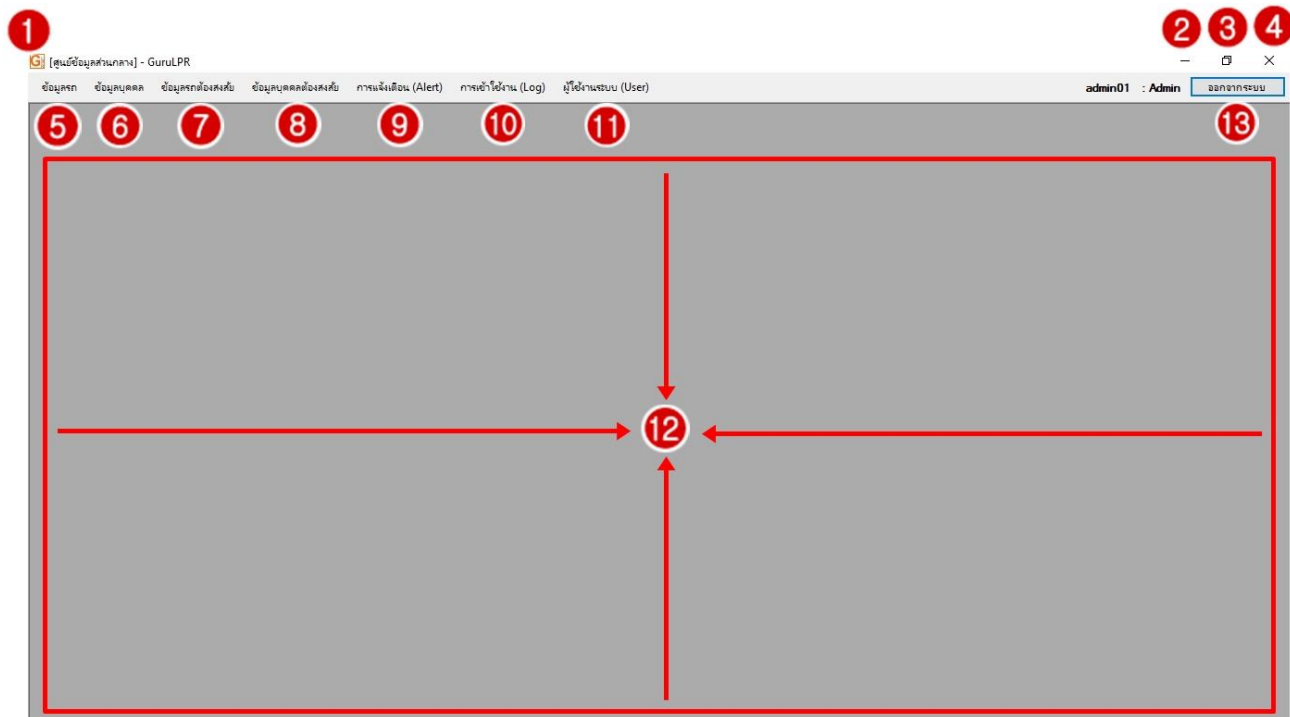 1 2 3 4
G [ศูนย์ข้อมูลส่วนกลาง] - GuruLPR
ข้อมูลรถ ข้อมูลบุคคล ข้อมูลรถต้องสงสัย ข้อมูลบุคคลต้องสงสัย การแจ้งเตือน (Alert) การเข้าใช้งาน (Log) ผู้ใช้งานระบบ (User) admin01 : Admin ออกจากระบบ
5 6 7 8 9 10 11 13
12